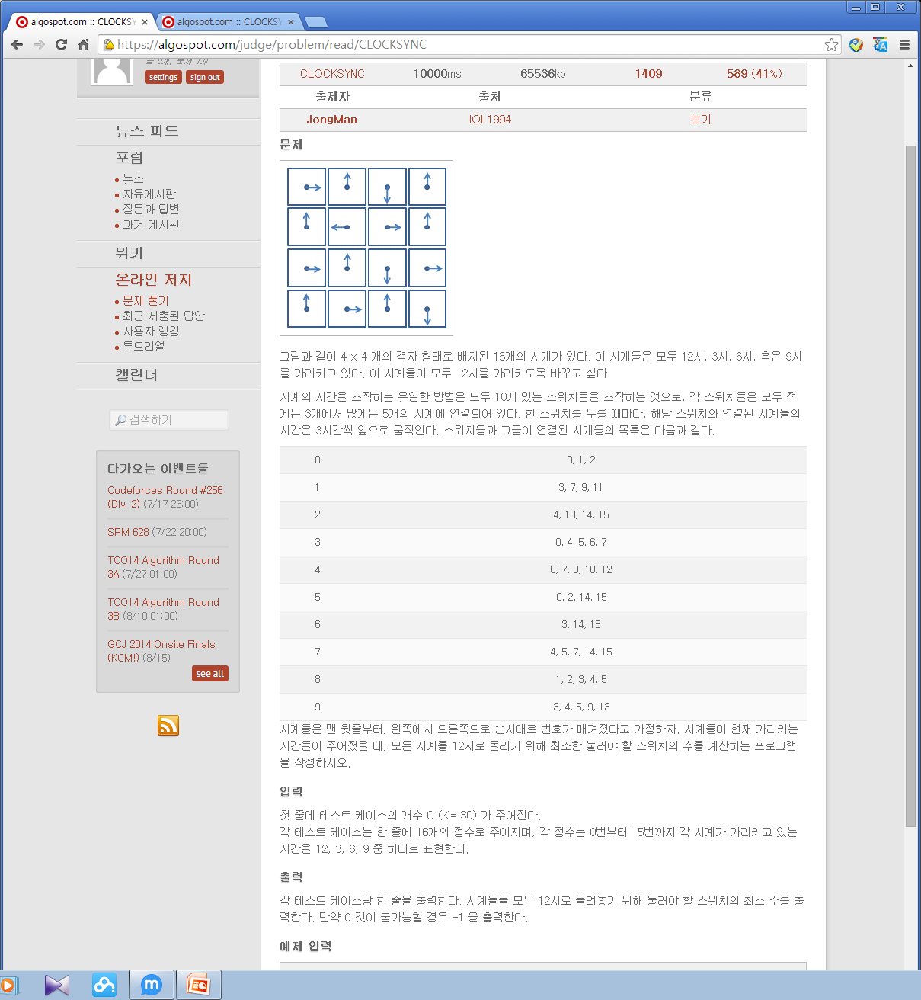 algospot.com :: CLOCKSY
algospot.com :: CLOCKSY
https://algospot.com/judge/problem/read/CLOCKSYNC
글 0개, 문제 1개
settings
sign out
뉴스 피드
포럼
뉴스
자유게시판
질문과 답변
과거 게시판
위키
온라인 저지
문제 풀기
최근 제출된 답안
사용자 랭킹
튜토리얼
캘린더
검색하기
다가오는 이벤트들
Codeforces Round #256
(Div. 2) (7/17 23:00)
SRM 628 (7/22 20:00)
TCO14 Algorithm Round
3A (7/27 01:00)
TCO14 Algorithm Round
3B (8/10 01:00)
GCJ 2014 Onsite Finals
(KCM!) (8/15)
see all
CLOCKSYNC 10000ms 65536kb 1409 589 (41%)
출제자 출처 분류
JongMan IOI 1994 보기
문제
그림과 같이 4 x 4 개의 격자 형태로 배치된 16개의 시계가 있다. 이 시계들은 모두 12시, 3시, 6시, 혹은 9시
를 가리키고 있다. 이 시계들이 모두 12시를 가리키도록 바꾸고 싶다.
시계의 시간을 조작하는 유일한 방법은 모두 10개 있는 스위치들을 조작하는 것으로, 각 스위치들은 모두 적
게는 3개에서 많게는 5개의 시계에 연결되어 있다. 한 스위치를 누를 때마다, 해당 스위치와 연결된 시계들의
시간은 3시간씩 앞으로 움직인다. 스위치들과 그들이 연결된 시계들의 목록은 다음과 같다.
0 0, 1, 2
1 3, 7, 9, 11
2 4, 10, 14, 15
3 0, 4, 5, 6, 7
4 6, 7, 8, 10, 12
5 0, 2, 14, 15
6 3, 14, 15
7 4, 5, 7, 14, 15
8 1, 2, 3, 4, 5
9 3, 4, 5, 9, 13
시계들은 맨 윗줄부터, 왼쪽에서 오른쪽으로 순서대로 번호가 매겨졌다고 가정하자. 시계들이 현재 가리키는
시간들이 주어졌을 때, 모든 시계를 12시로 돌리기 위해 최소한 눌러야 할 스위치의 수를 계산하는 프로그램
을 작성하시오.
입력
첫 줄에 테스트 케이스의 개수 C (<= 30) 가 주어진다.
각 테스트 케이스는 한 줄에 16개의 정수로 주어지며, 각 정수는 0번부터 15번까지 각 시계가 가리키고 있는
시간을 12, 3, 6, 9 중 하나로 표현한다.
출력
각 테스트 케이스당 한 줄을 출력한다. 시계들을 모두 12시로 돌려놓기 위해 눌러야 할 스위치의 최소 수를 출
력한다. 만약 이것이 불가능할 경우 -1 을 출력한다.
예제 입력